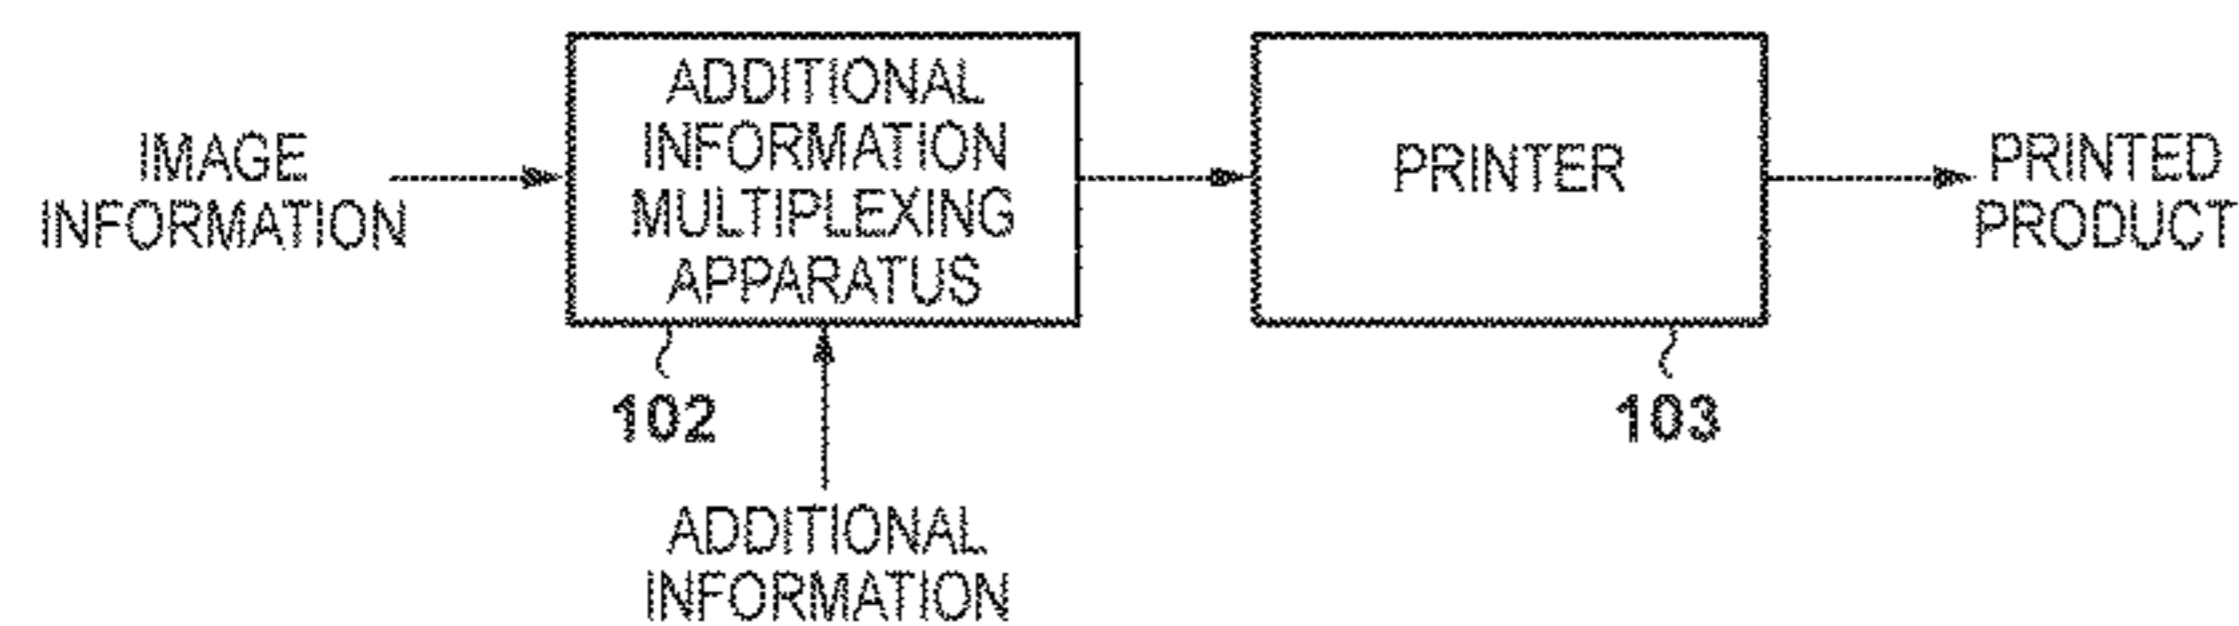 IMAGE
INFORMATION
ADDITIONAL
INFORMATION
MULTIPLEXING
APPARATUS
PRINTER
PRINTED
PRODUCT
102
103
ADDITIONAL
INFORMATION